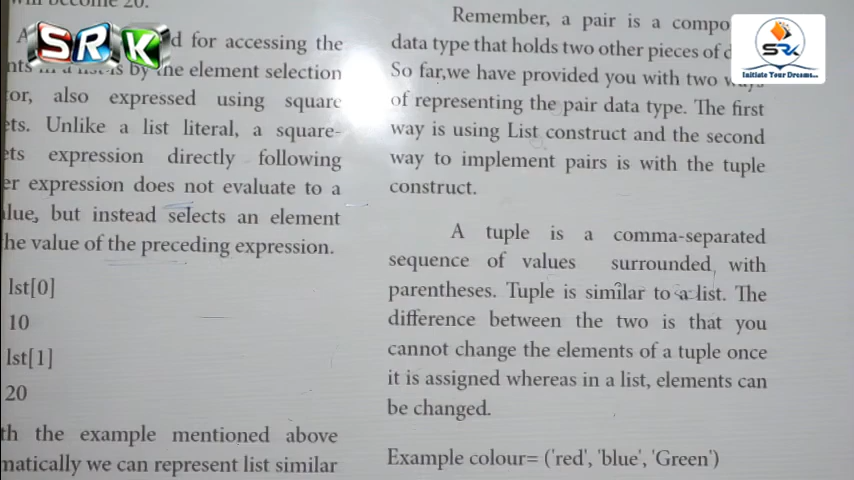 will become 20.
SRK
A
d for accessing the
by the element selection
or, also expressed using square
ets. Unlike a list literal, a square-
ets expression directly following
er expression does not evaluate to a
lue, but instead selects an element
he value of the preceding expression.
lst[0]
10
lst[1]
20
th the example mentioned above
matically we can represent list similar
Remember, a pair is a compo
data type that holds two other pieces of d
So far,we have provided you with two ways
of representing the pair data type. The first
way is using List construct and the second
way to implement pairs is with the tuple
construct.
A tuple is a comma-separated
sequence of values surrounded with
parentheses. Tuple is similar to a list. The
difference between the two is that you
cannot change the elements of a tuple once
it is assigned whereas in a list, elements can
be changed.
Example colour= ('red', 'blue', 'Green')
SRK
Initiate Your Dreams...